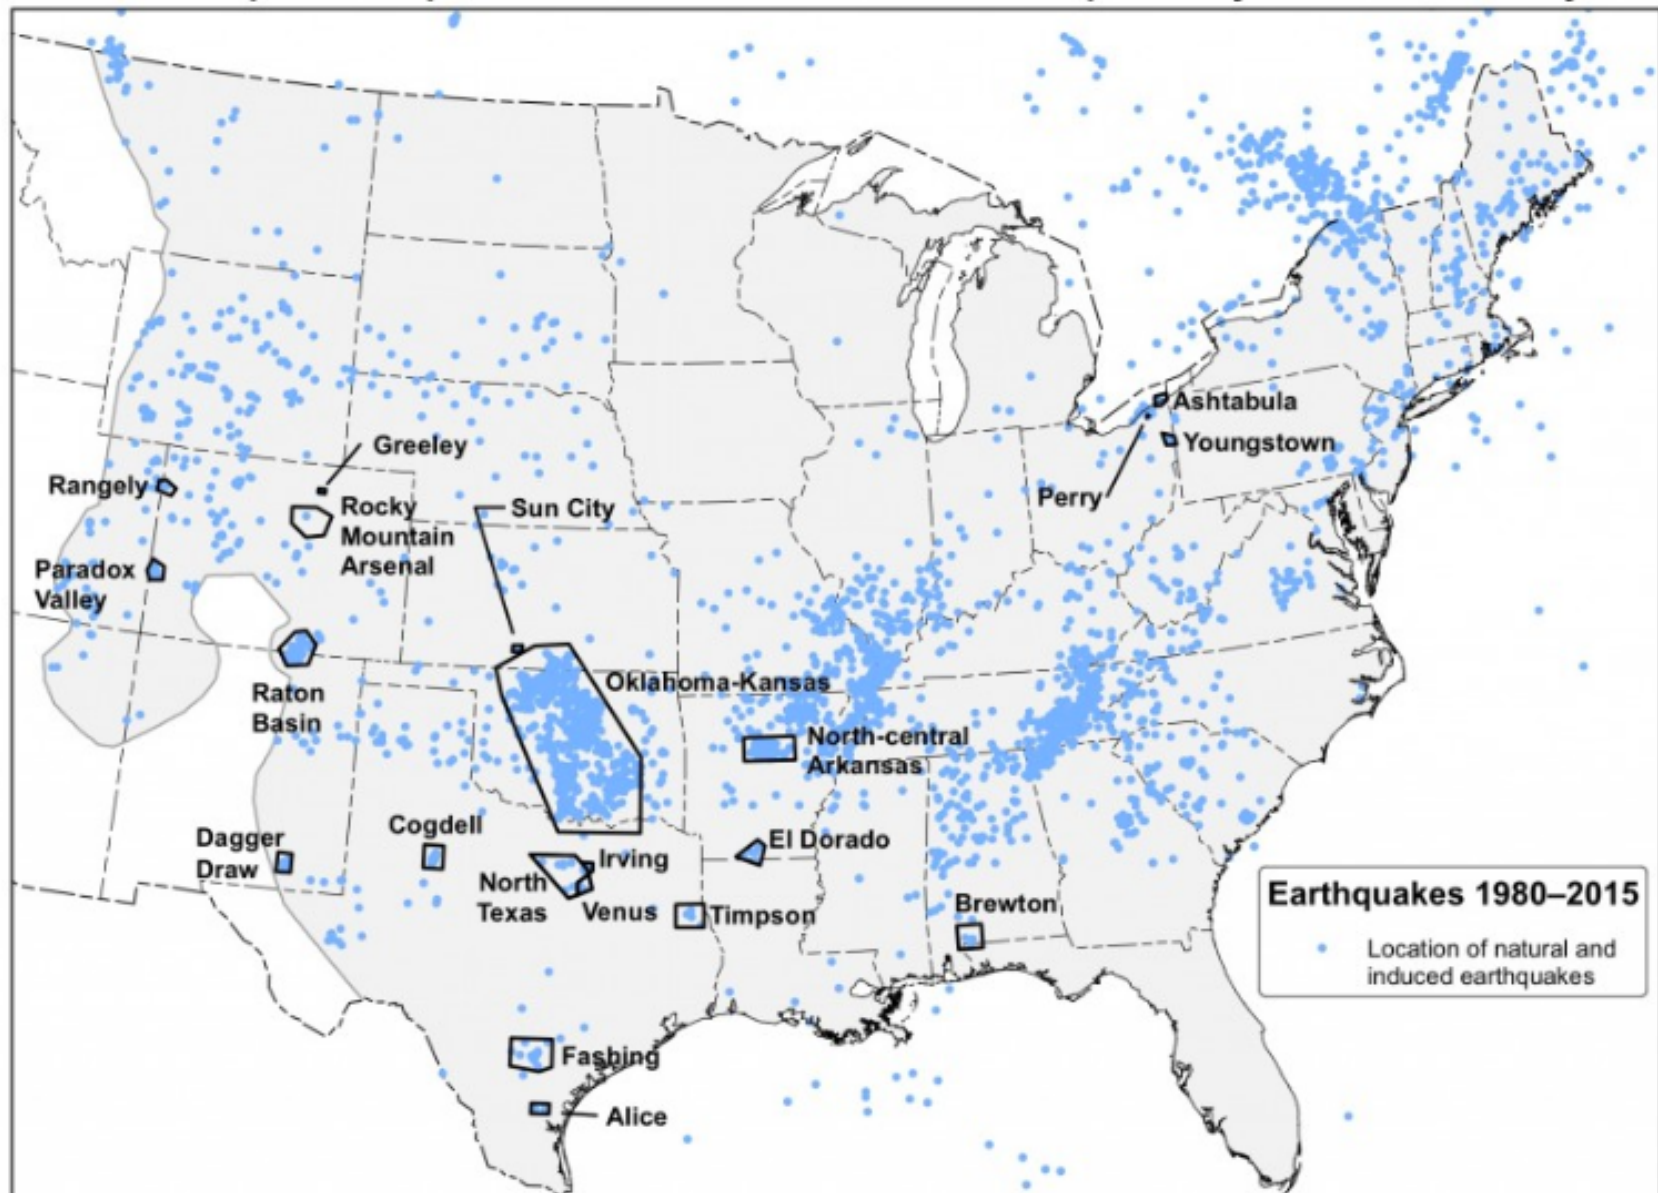 Ashtabula
Youngstown
Perry
Greeley
Rangely
Rocky
Mountain
Arsenal
Sun City
Paradox
Valley
Raton
Basin
Oklahoma-Kansas
North-central
Arkansas
Dagger
Draw
Cogdell
Irving
North
Texas
Venus
El Dorado
Timpson
Brewton
Fashing
Alice
Earthquakes 1980–2015
Location of natural and
induced earthquakes